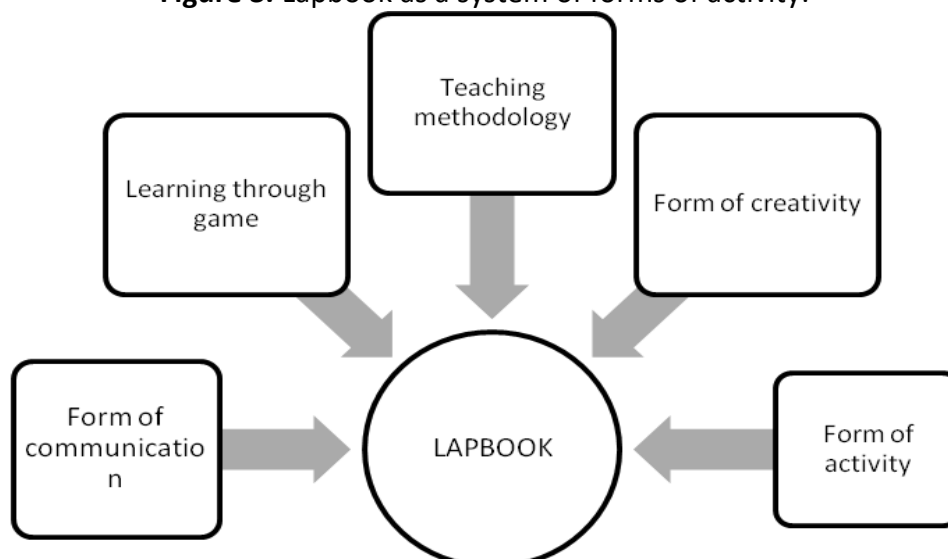 Figure 3. Lapbook as a system of forms of activity.
Teaching
methodology
Learning through
game
Form of creativity
Form of
communicatio
n
LAPBOOK
Form of
activity